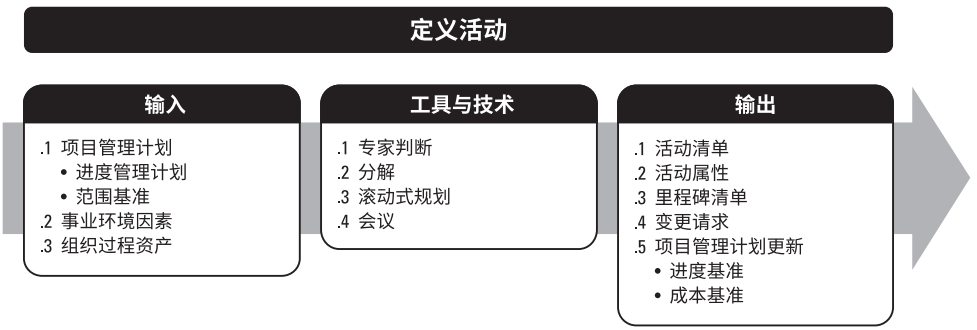 定义活动
输入
.1 项目管理计划
• 进度管理计划
• 范围基准
.2 事业环境因素
.3 组织过程资产
工具与技术
.1 专家判断
.2 分解
.3 滚动式规划
.4 会议
输出
.1 活动清单
.2 活动属性
.3 里程碑清单
.4 变更请求
.5 项目管理计划更新
• 进度基准
• 成本基准